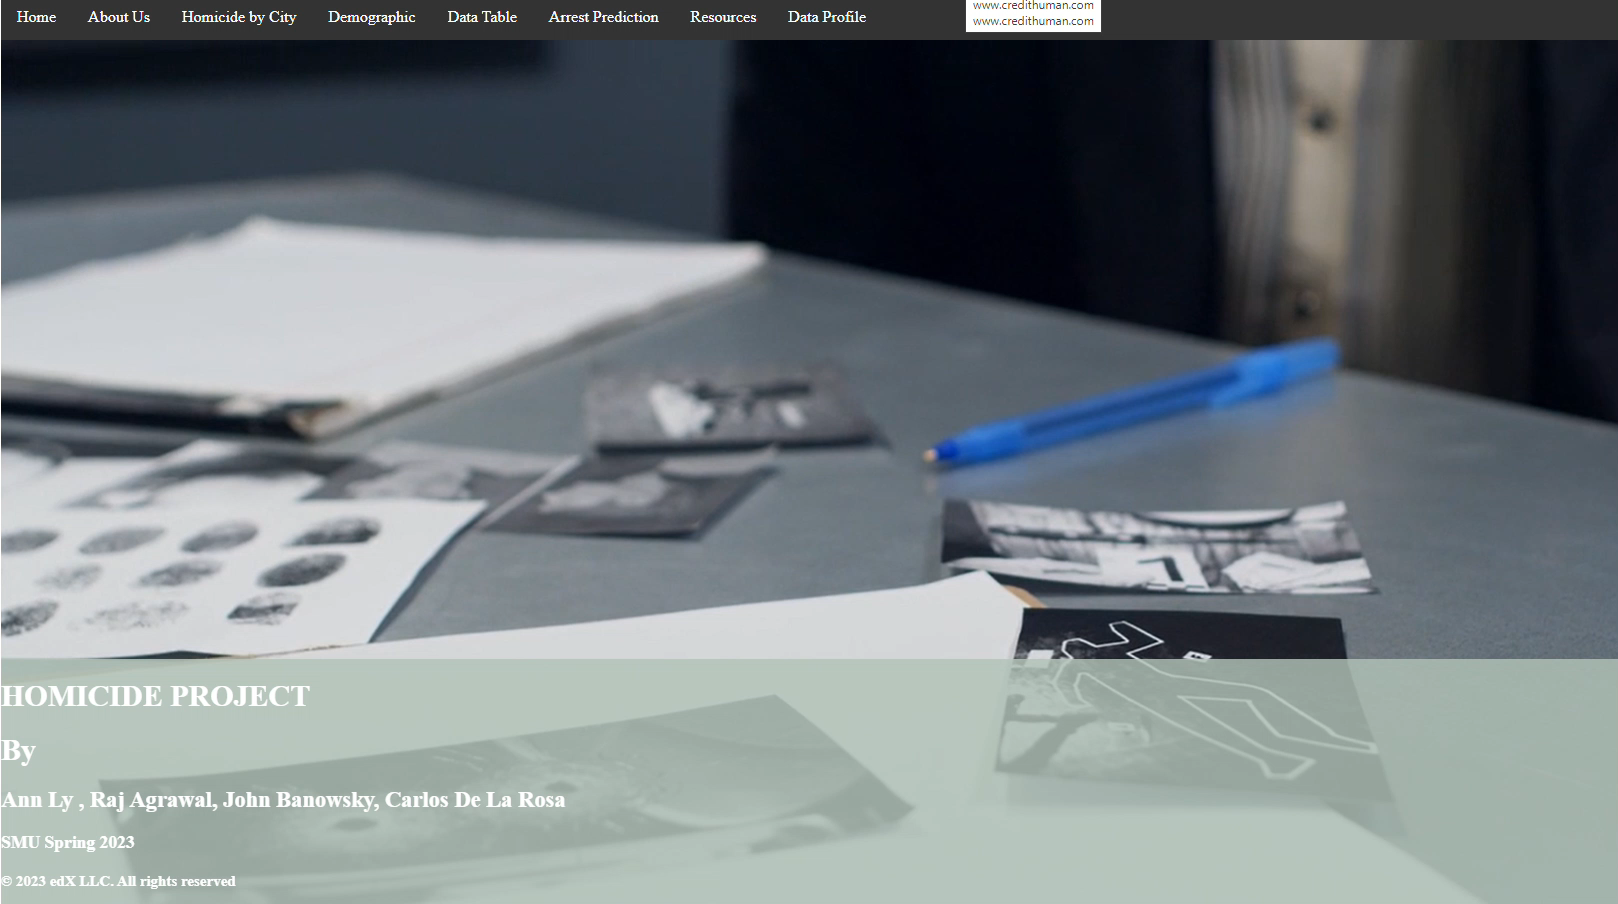 Home About Us Homicide by City Demographic Data Table Arrest Prediction Resources Data Profile
www.credithuman.com
www.credithuman.com
HOMICIDE PROJECT
By
Ann Ly , Raj Agrawal, John Banowsky, Carlos De La Rosa
SMU Spring 2023
© 2023 edX LLC. All rights reserved